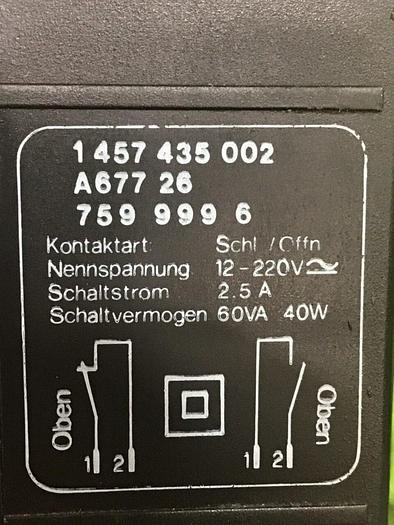 1 457 435 002
A677 26
759 999 6
Kontaktart: Schl /Offn
Nennspannung 12-220V
Schaltstrom 2.5 A
Schaltvermogen 60VA 40W
Oben
1 2
1 2
Oben